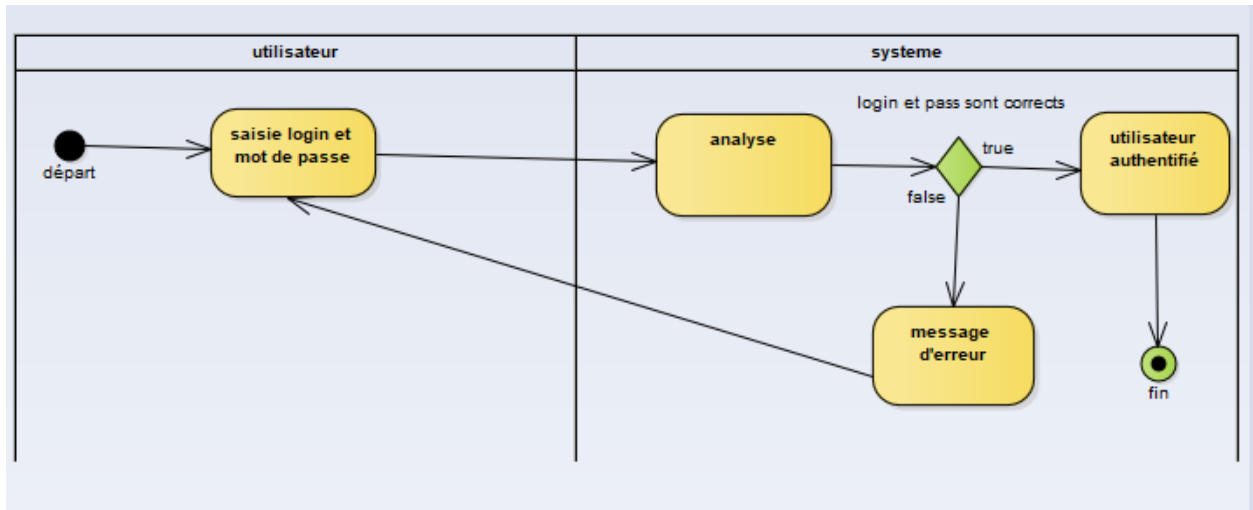 utilisateur
systeme
départ
saisie login et
mot de passe
analyse
login et pass sont corrects
true
false
utilisateur
authentifié
message
d'erreur
fin